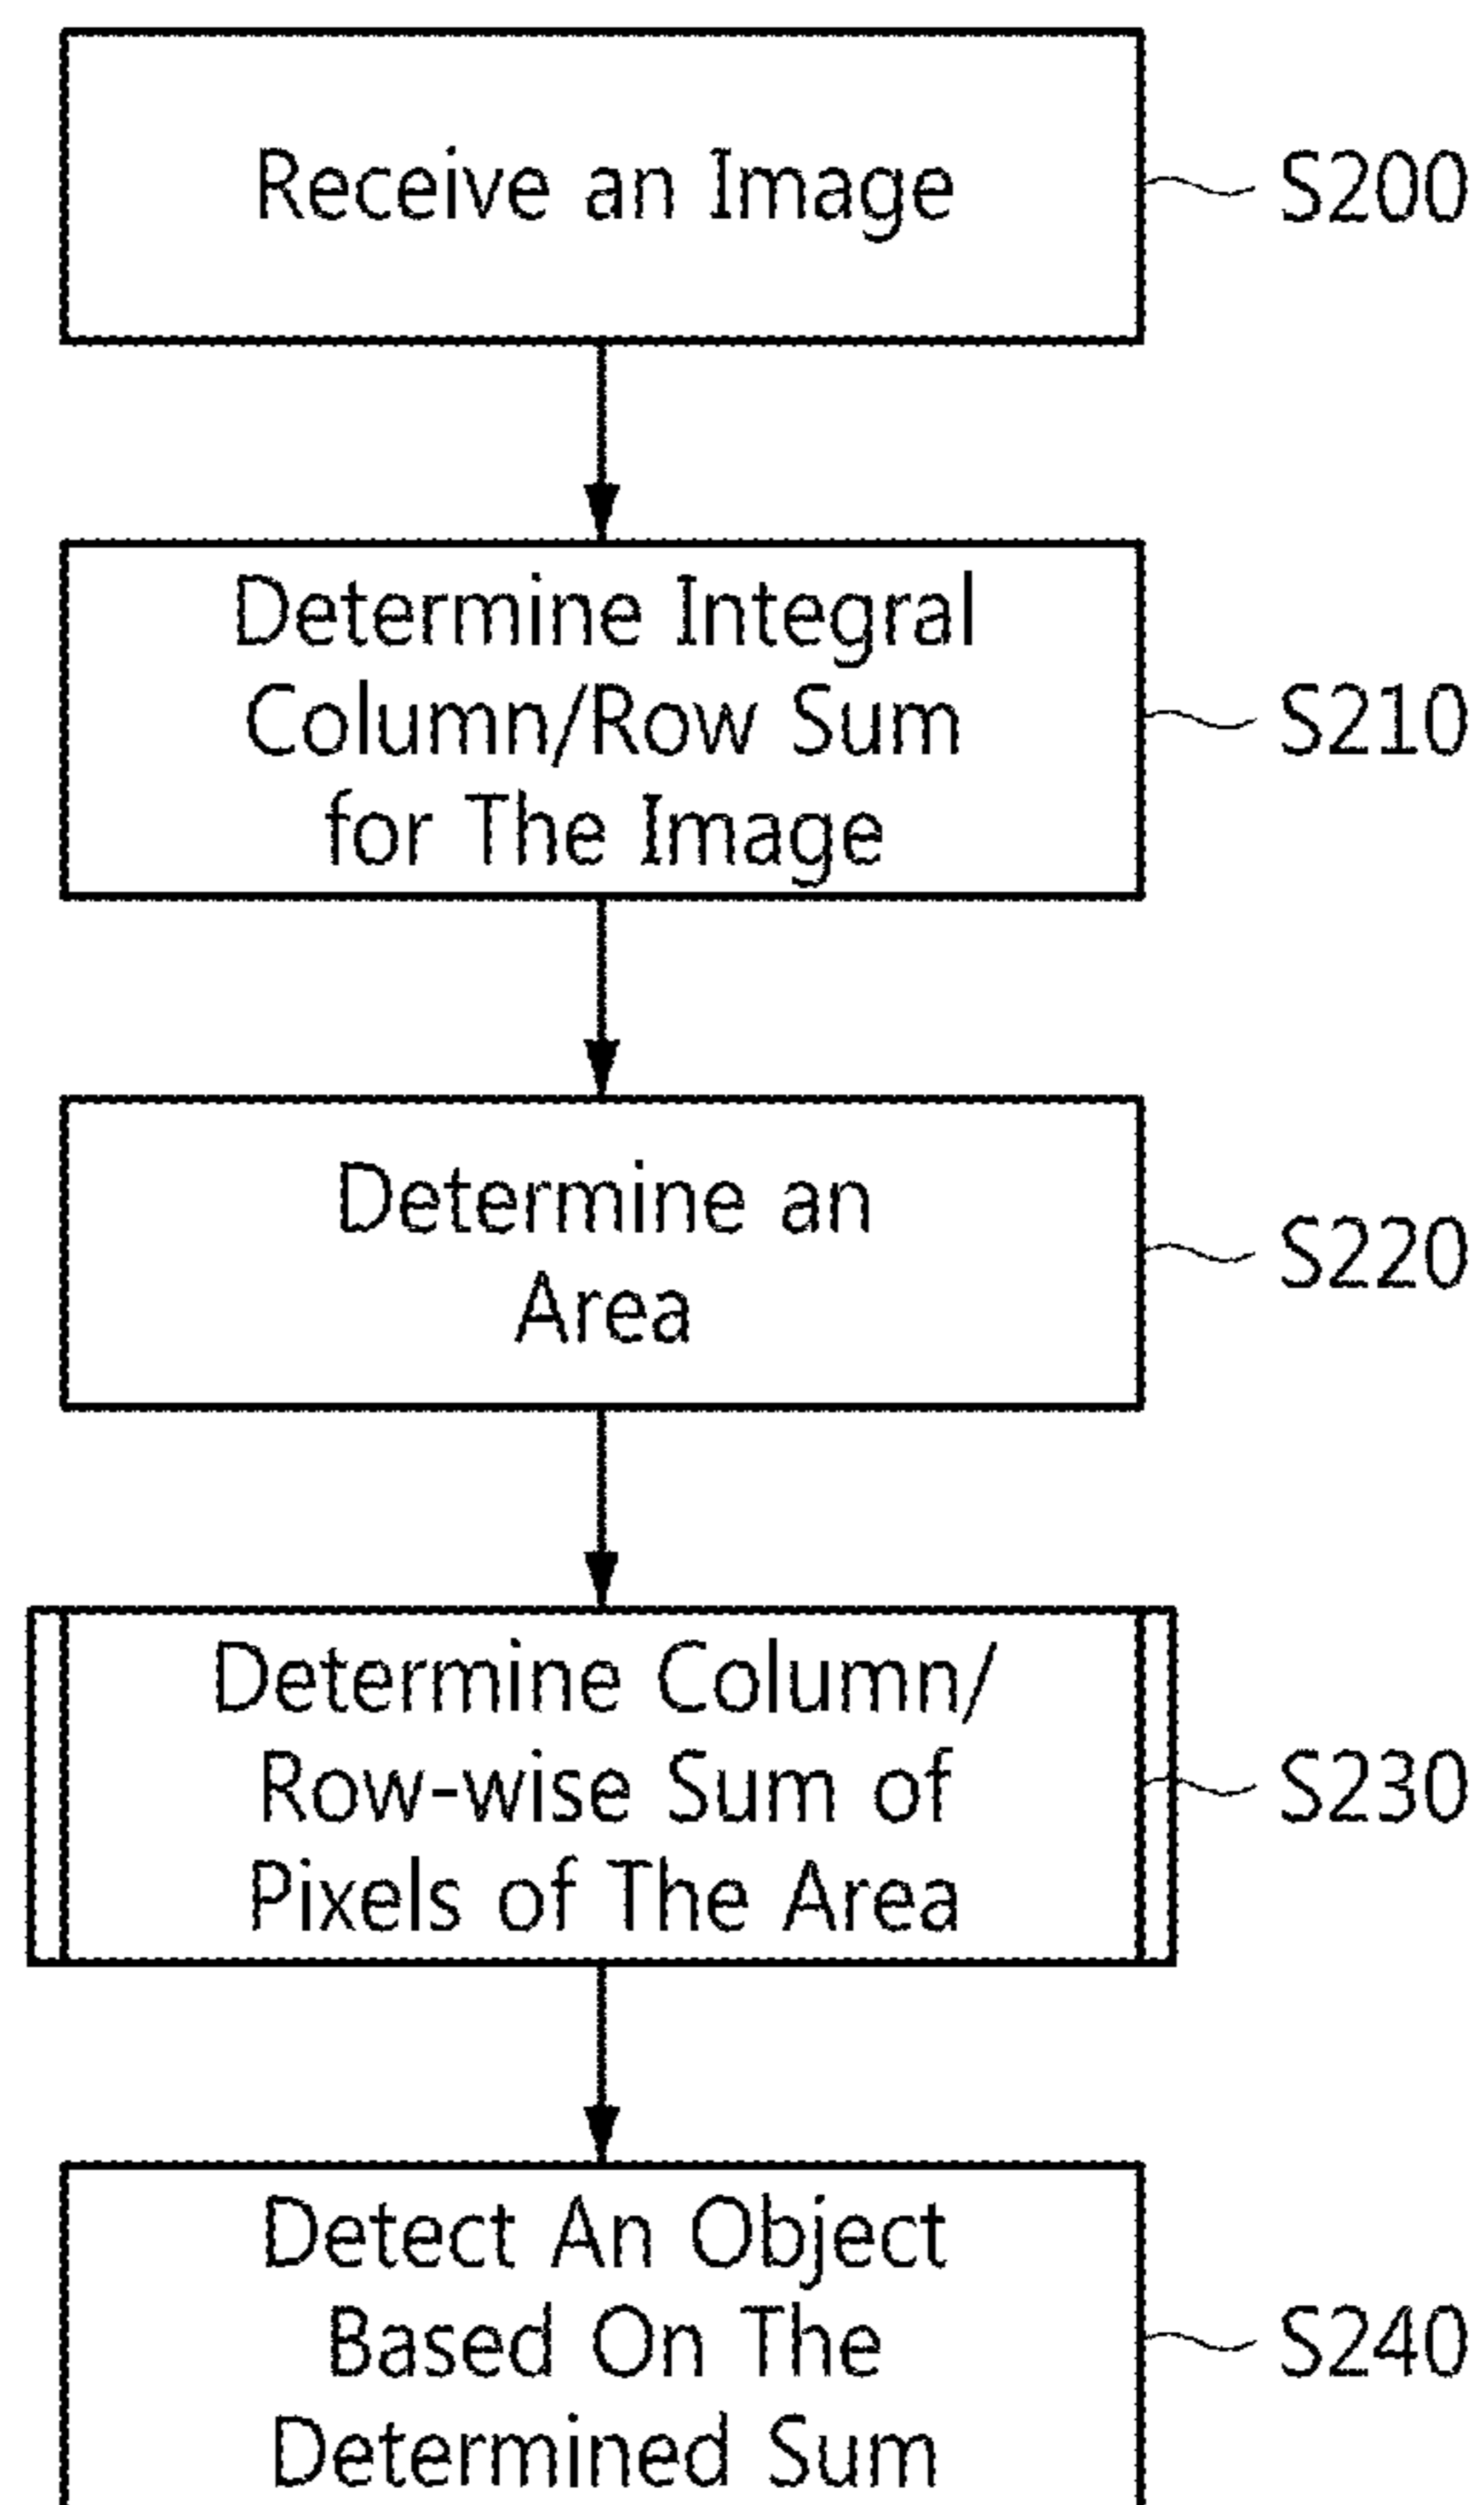 Receive an Image
S200
Determine Integral
Column/Row Sum
for The Image
S210
Determine an
Area
S220
Determine Column/
Row-wise Sum of
Pixels of The Area
S230
Detect An Object
Based On The
Determined Sum
S240